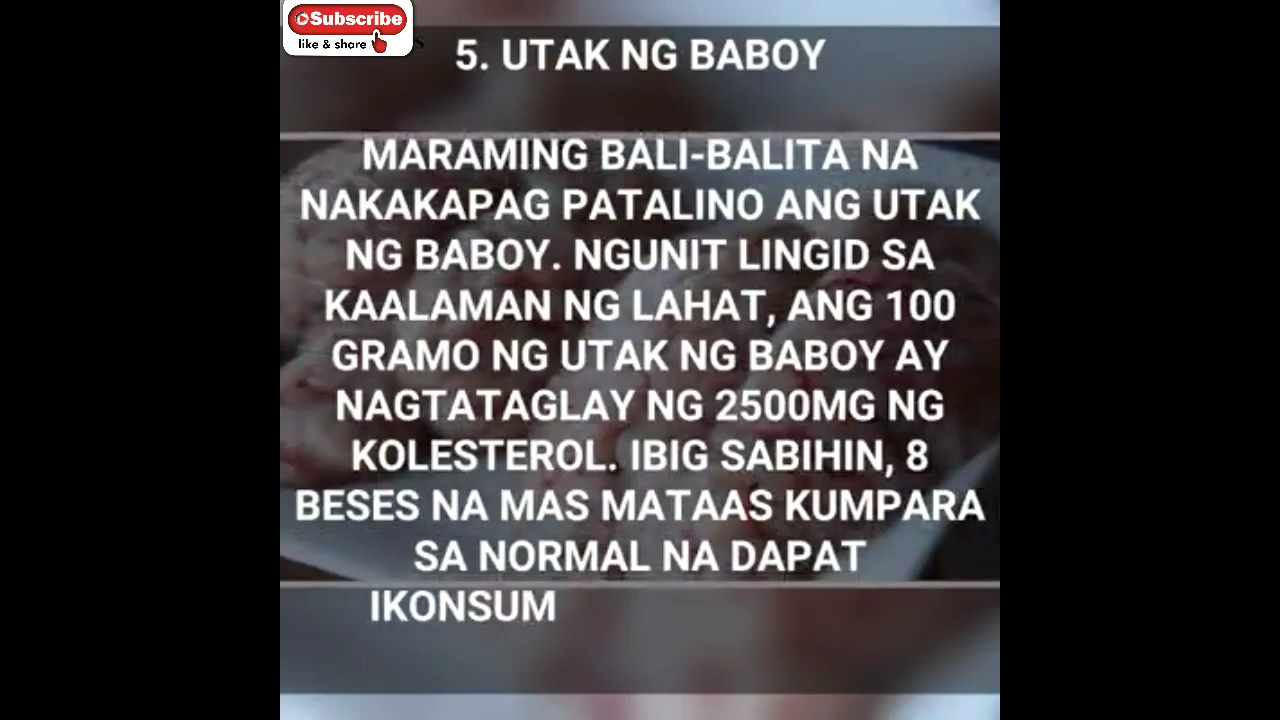 Subscribe
like & share
5. UTAK NG BABOY
MARAMING BALI-BALITA NA
NAKAKAPAG PATALINO ANG UTAK
NG BABOY. NGUNIT LINGID SA
KAALAMAN NG LAHAT, ANG 100
GRAMO NG UTAK NG BABOY AY
NAGTATAGLAY NG 2500MG NG
KOLESTEROL. IBIG SABIHIN, 8
BESES NA MAS MATAAS KUMPARA
SA NORMAL NA DAPAT
IKONSUM